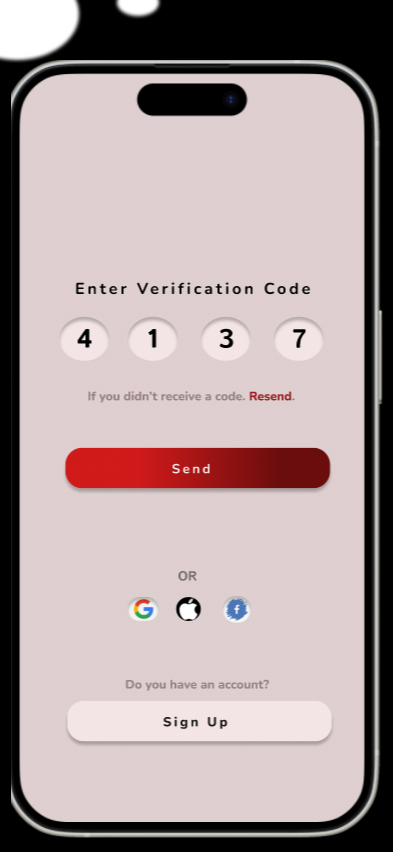 Enter Verification Code
4 1 3 7
If you didn't receive a code. Resend.
Send
OR
Do you have an account?
Sign Up